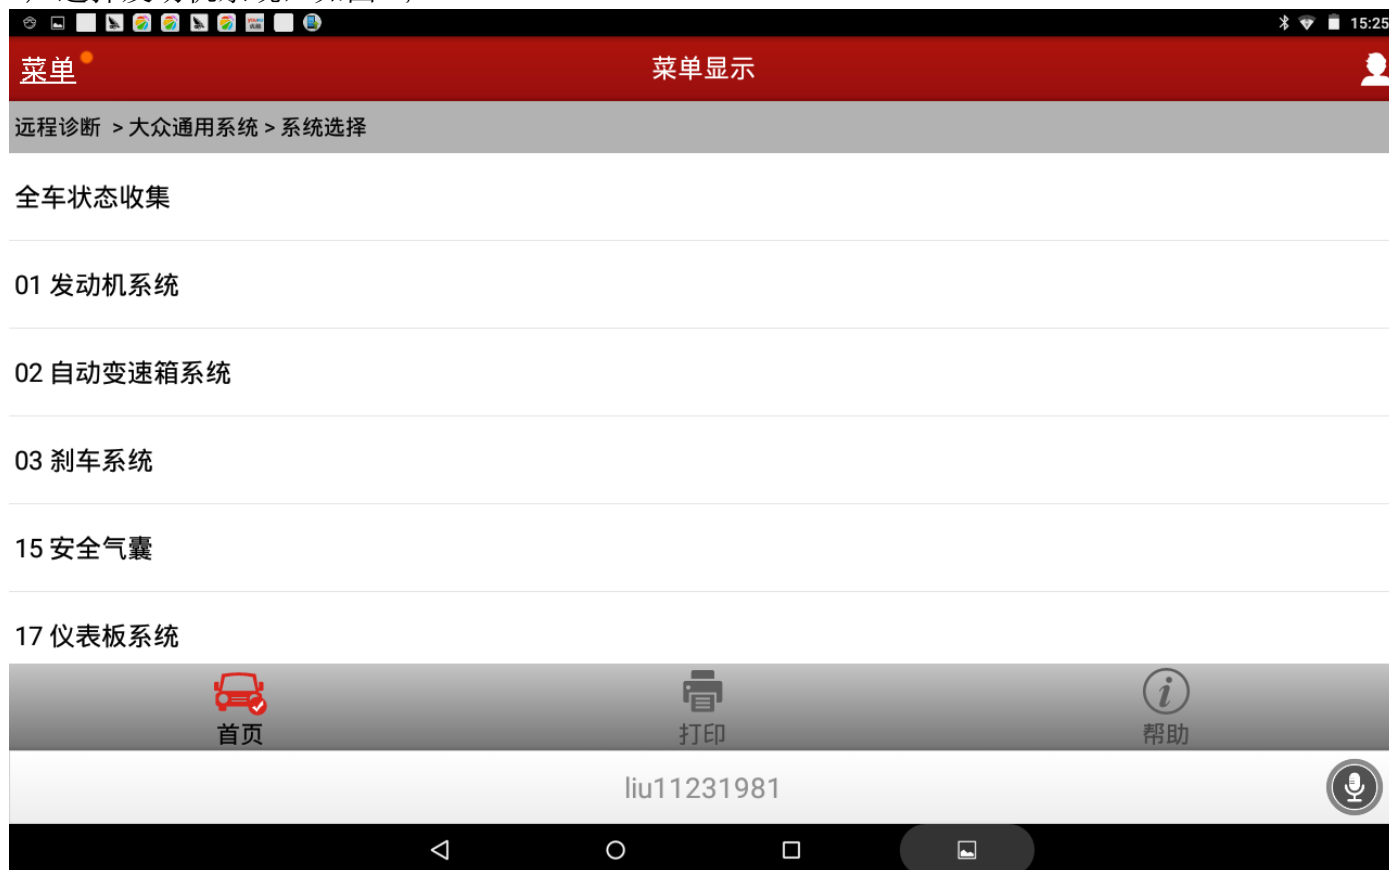 15:25
菜单
菜单显示
远程诊断 > 大众通用系统 > 系统选择
全车状态收集
01 发动机系统
02 自动变速箱系统
03 刹车系统
15 安全气囊
17 仪表板系统
首页
打印
帮助
liu11231981